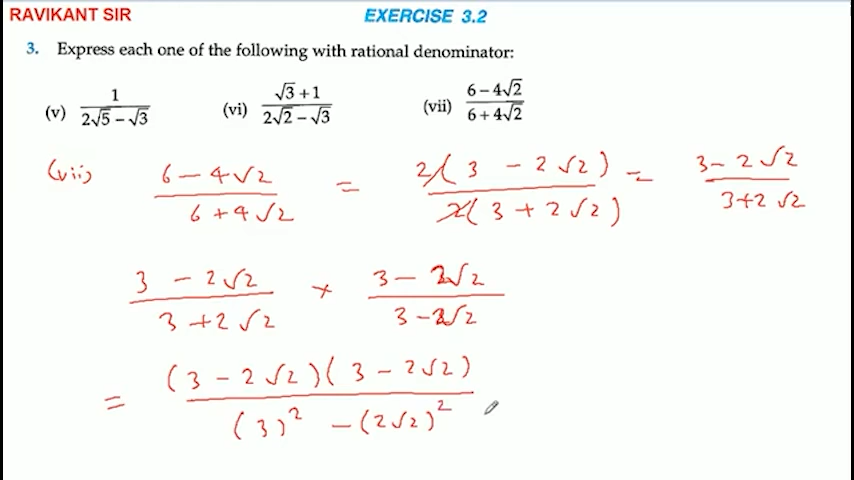 RAVIKANT SIR
EXERCISE 3.2
3. Express each one of the following with rational denominator:
(v) 1/(2√5 − √3) (vi) (√3 + 1)/(2√2 − √3) (vii) (6 − 4√2)/(6 + 4√2)
(vii) (6 − 4√2)/(6 + 4√2) = 2(3 − 2√2)/2(3 + 2√2) = (3 − 2√2)/(3 + 2√2)
(3 − 2√2)/(3 + 2√2) × (3 − 2√2)/(3 − 2√2)
= (3 − 2√2)(3 − 2√2)/(3)² − (2√2)²